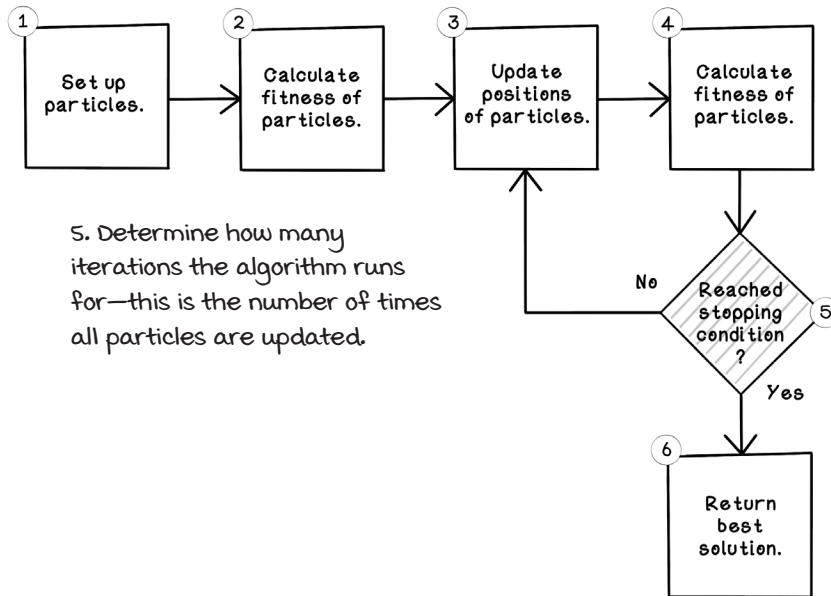 1
Set up
particles.
2
Calculate
fitness of
particles.
3
Update
positions
of particles.
4
Calculate
fitness of
particles.
5. Determine how many
iterations the algorithm runs
for—this is the number of times
all particles are updated.
No
Reached
stopping
condition
?
5
Yes
6
Return
best
solution.